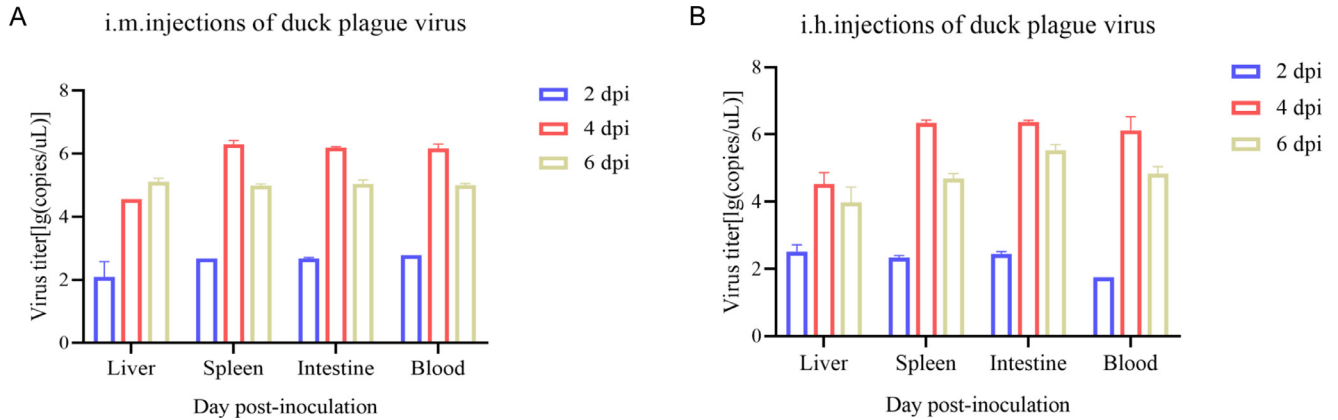 A
i.m.injections of duck plague virus
Virus titer[lg(copies/uL)]
8
6
4
2
0
Liver Spleen Intestine Blood
Day post-inoculation
2 dpi
4 dpi
6 dpi
B
i.h.injections of duck plague virus
Virus titer[lg(copies/uL)]
8
6
4
2
0
Liver Spleen Intestine Blood
Day post-inoculation
2 dpi
4 dpi
6 dpi